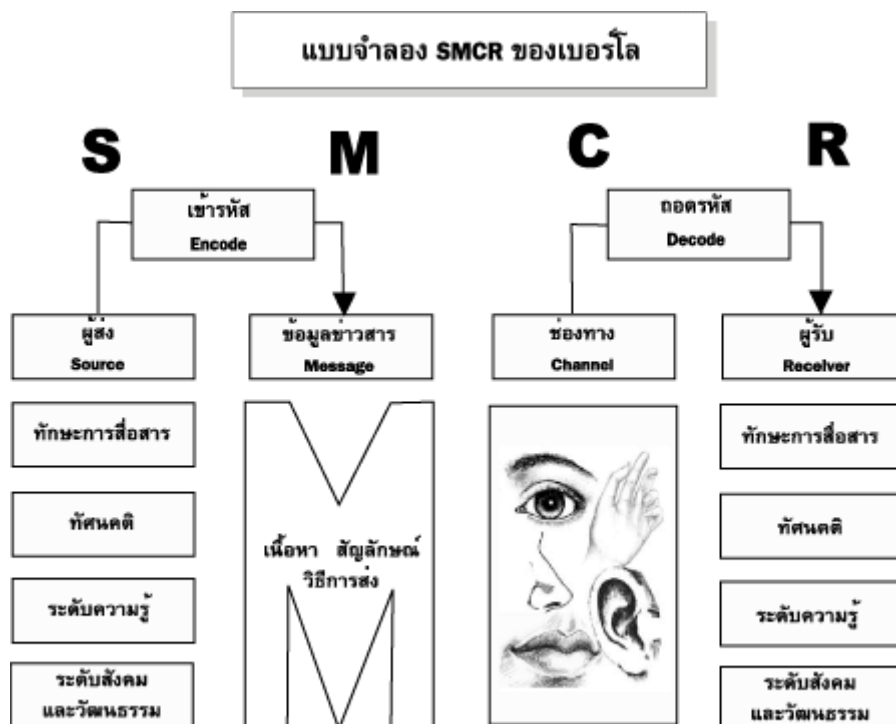 แบบจำลอง SMCR ของเบอร์โล
S M C R
เข้ารหัส
Encode
ถอดรหัส
Decode
ผู้ส่ง
Source
ข้อมูลข่าวสาร
Message
ช่องทาง
Channel
ผู้รับ
Receiver
ทักษะการสื่อสาร
ทัศนคติ
ระดับความรู้
ระดับสังคม
และวัฒนธรรม
เนื้อหา สัญลักษณ์
วิธีการส่ง
ทักษะการสื่อสาร
ทัศนคติ
ระดับความรู้
ระดับสังคม
และวัฒนธรรม